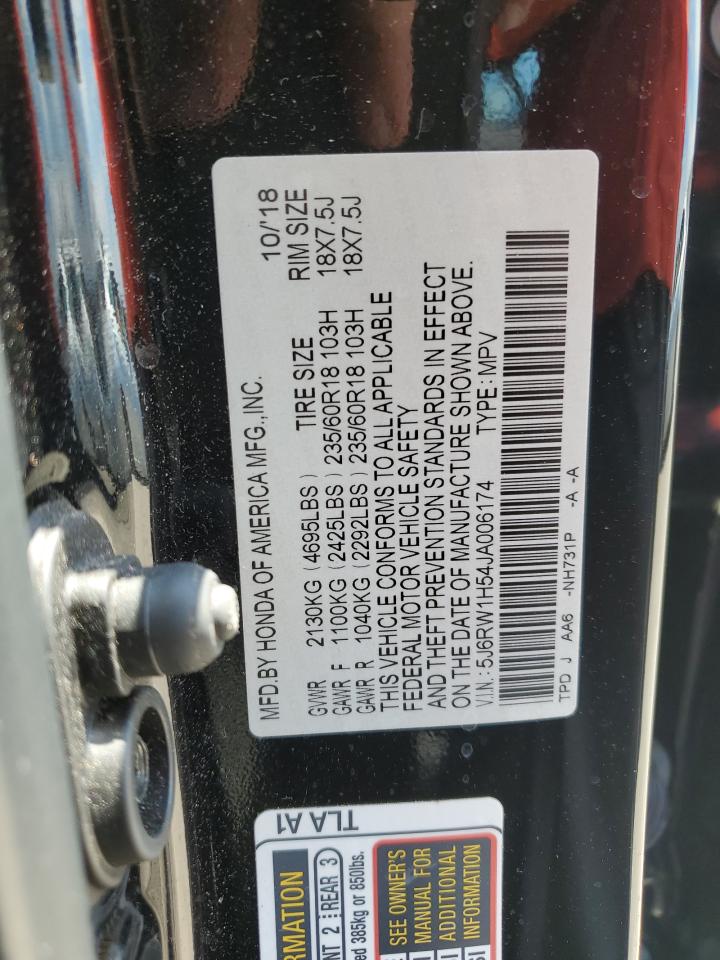 MFD.BY HONDA OF AMERICA MFG.,INC. 10/'18
GVWR 2130KG (4695LBS) TIRE SIZE RIM SIZE
GAWR F 1100KG (2425LBS) 235/60R18 103H 18X7.5J
GAWR R 1040KG (2292LBS) 235/60R18 103H 18X7.5J
THIS VEHICLE CONFORMS TO ALL APPLICABLE
FEDERAL MOTOR VEHICLE SAFETY
AND THEFT PREVENTION STANDARDS IN EFFECT
ON THE DATE OF MANUFACTURE SHOWN ABOVE.
V.I.N.: 5J6RW1H54JA006174 TYPE: MPV
TPD J AA6 -NH731P -A -A
TLA A1
2 REAR 3
385kg or 850lbs.
SEE OWNER'S
MANUAL FOR
ADDITIONAL
INFORMATION